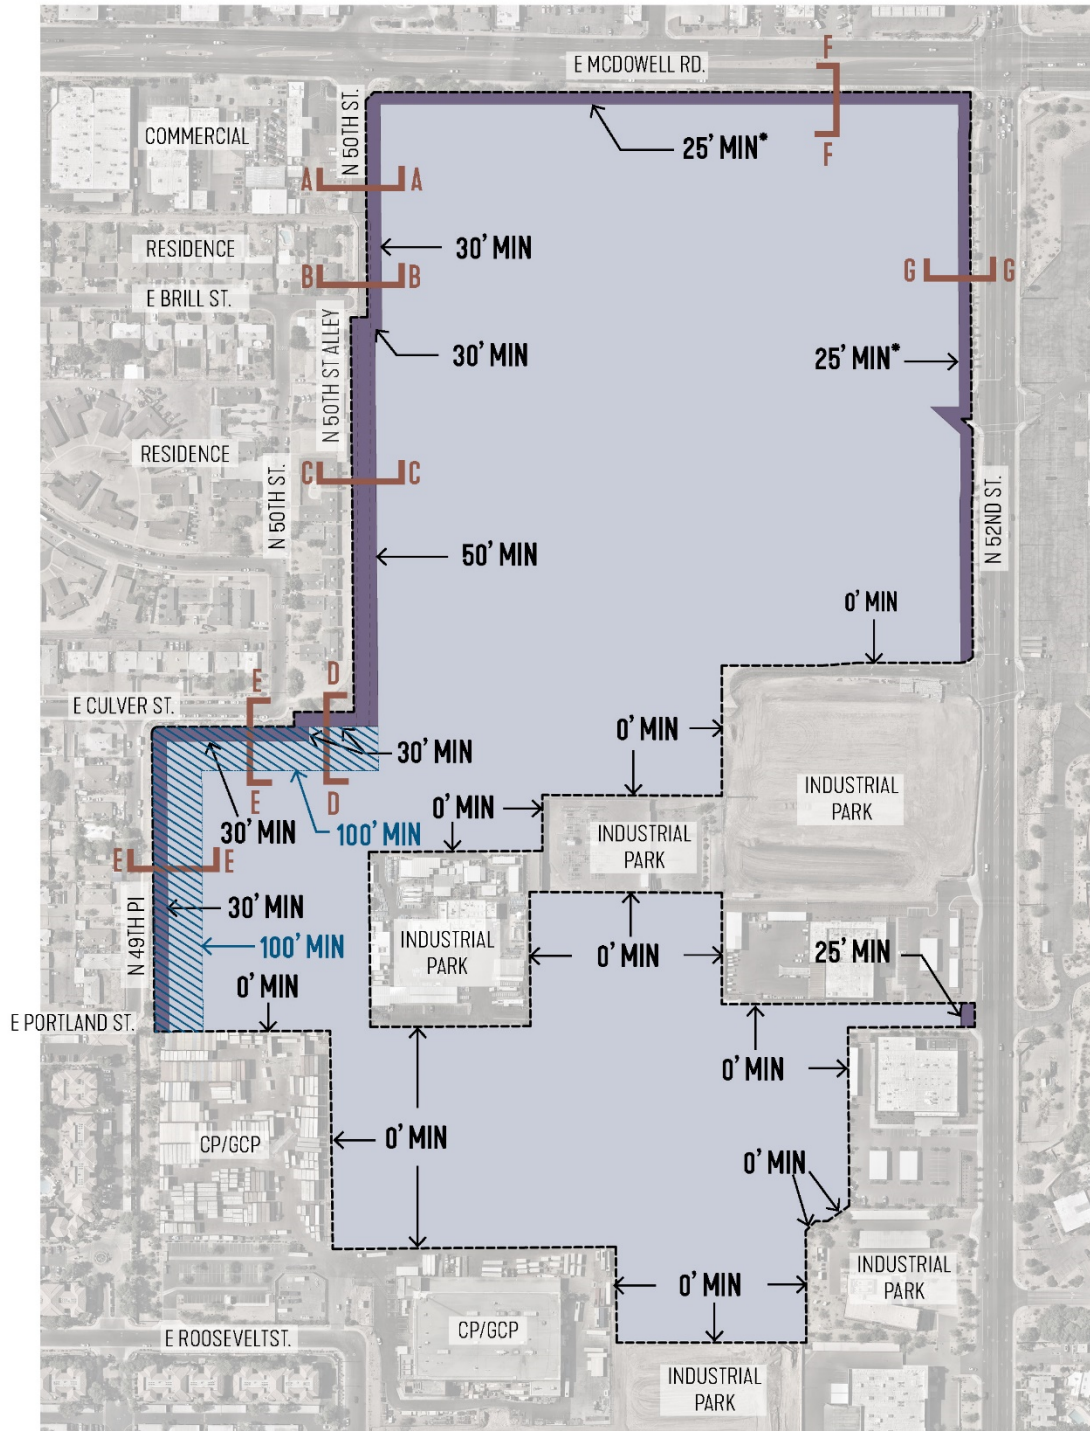 E MCDOWELL RD.
F
F
25' MIN*
COMMERCIAL
N 50TH ST.
A
A
RESIDENCE
30' MIN
B
B
G
G
E BRILL ST.
N 50TH ST ALLEY
30' MIN
25' MIN*
RESIDENCE
N 50TH ST.
C
C
N 52ND ST.
50' MIN
0' MIN
E CULVER ST.
E
D
0' MIN
30' MIN
E
D
INDUSTRIAL
PARK
0' MIN
30' MIN
100' MIN
INDUSTRIAL
PARK
E
E
30' MIN
N 49TH Pl
100' MIN
INDUSTRIAL
PARK
0' MIN
25' MIN
0' MIN
E PORTLAND ST.
0' MIN
CP/GCP
0' MIN
0' MIN
INDUSTRIAL
PARK
0' MIN
E ROOSEVELTST.
CP/GCP
INDUSTRIAL
PARK